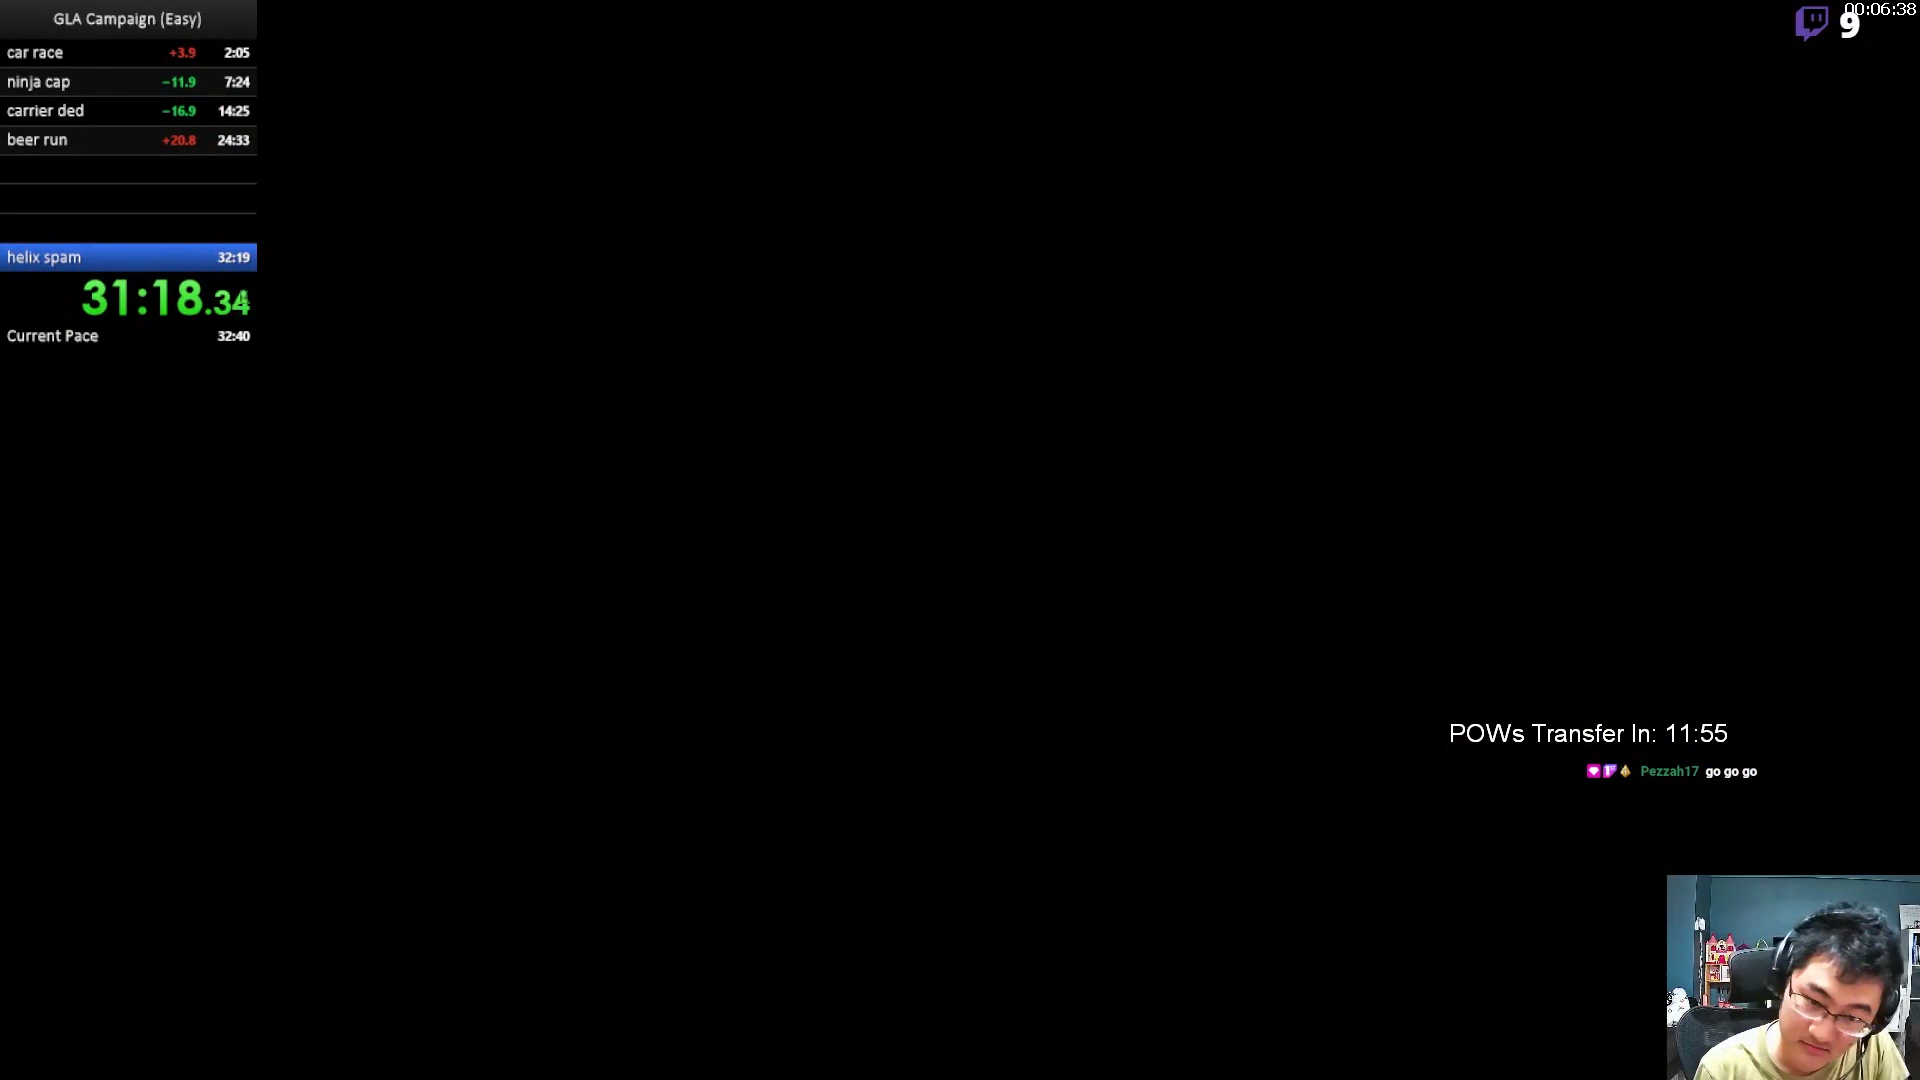 GLA Campaign (Easy)
car race +3.9 2:05
ninja cap −11.9 7:24
carrier ded −16.9 14:25
beer run +20.8 24:33
helix spam 32:19
31:18.34
Current Pace 32:40
00:06:38
9
POWs Transfer In: 11:55
Pezzah17 go go go